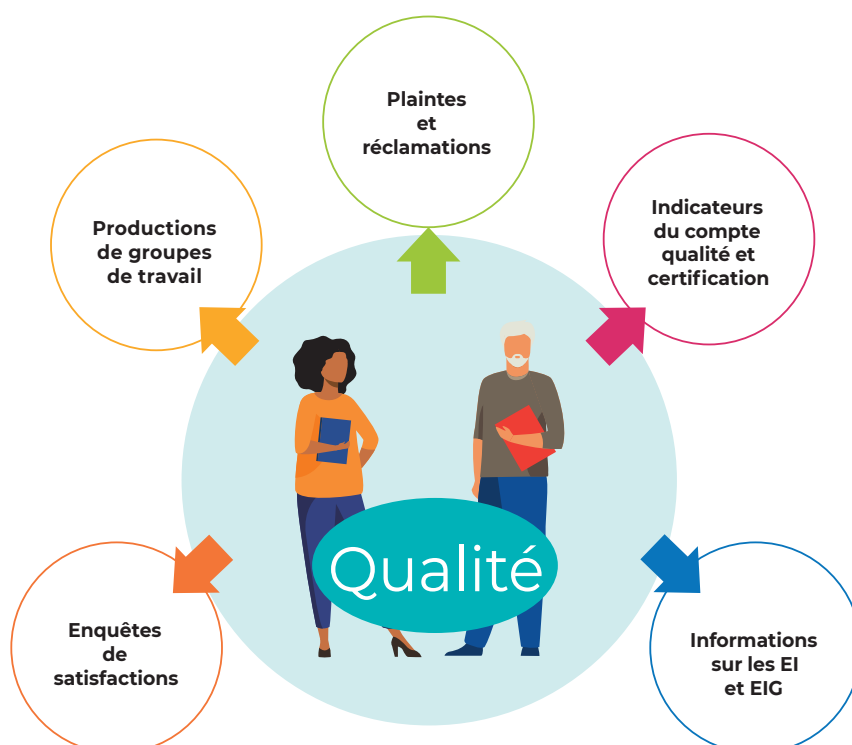 Plaintes
et
réclamations
Productions
de groupes
de travail
Indicateurs
du compte
qualité et
certification
Qualité
Enquêtes
de
satisfactions
Informations
sur les EI
et EIG